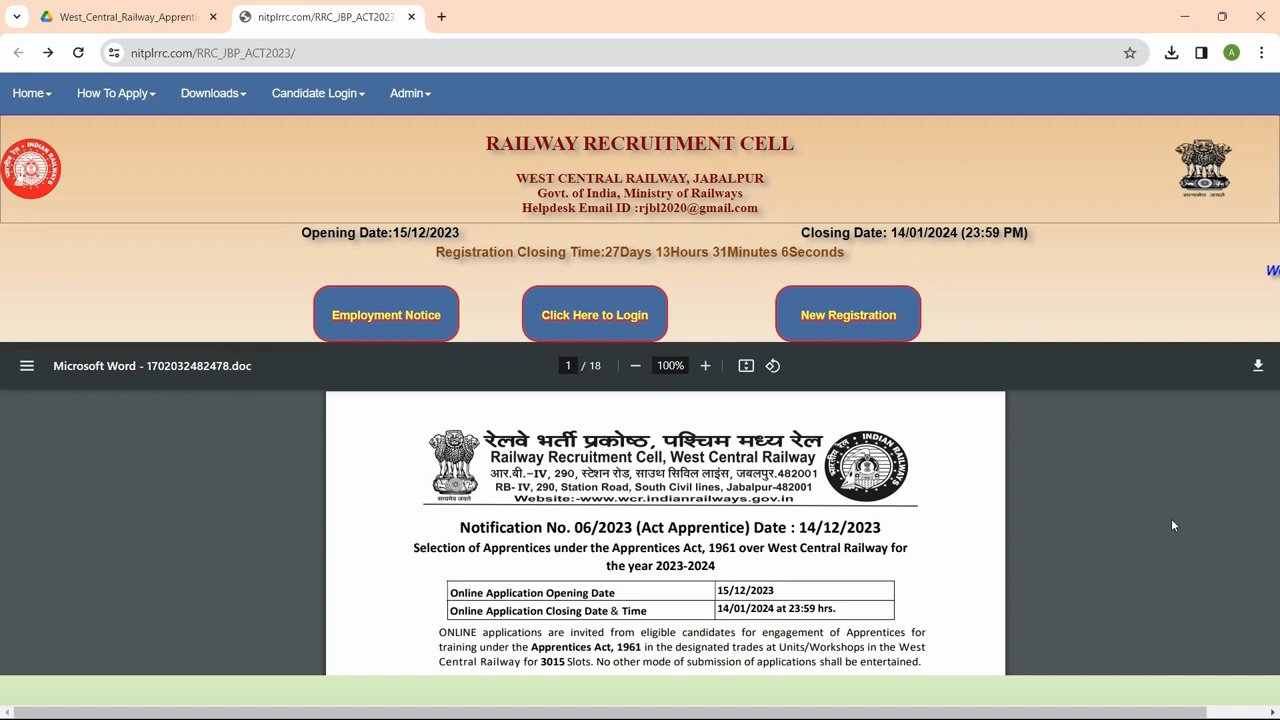 West_Central_Railway_Apprenti
nitplrrc.com/RRC_JBP_ACT2023
nitplrrc.com/RRC_JBP_ACT2023/
A
Home
How To Apply
Downloads
Candidate Login
Admin
RAILWAY RECRUITMENT CELL
WEST CENTRAL RAILWAY, JABALPUR
Govt. of India, Ministry of Railways
Helpdesk Email ID :rjbl2020@gmail.com
Opening Date:15/12/2023
Closing Date: 14/01/2024 (23:59 PM)
Registration Closing Time:27Days 13Hours 31Minutes 6Seconds
We
Employment Notice
Click Here to Login
New Registration
Microsoft Word - 1702032482478.doc
1 / 18
100%
रेलवे भर्ती प्रकोष्ठ, पश्चिम मध्य रेल
Railway Recruitment Cell, West Central Railway
आर.बी.-IV, 290, स्टेशन रोड, साउथ सिविल लाइंस, जबलपुर.482001
RB- IV, 290, Station Road, South Civil lines, Jabalpur-482001
Website:-www.wcr.indianrailways.gov.in
सत्यमेव जयते
INDIAN RAILWAYS
भारतीय रेल
Notification No. 06/2023 (Act Apprentice) Date : 14/12/2023
Selection of Apprentices under the Apprentices Act, 1961 over West Central Railway for
the year 2023-2024
Online Application Opening Date 15/12/2023
Online Application Closing Date & Time 14/01/2024 at 23:59 hrs.
ONLINE applications are invited from eligible candidates for engagement of Apprentices for
training under the Apprentices Act, 1961 in the designated trades at Units/Workshops in the West
Central Railway for 3015 Slots. No other mode of submission of applications shall be entertained.